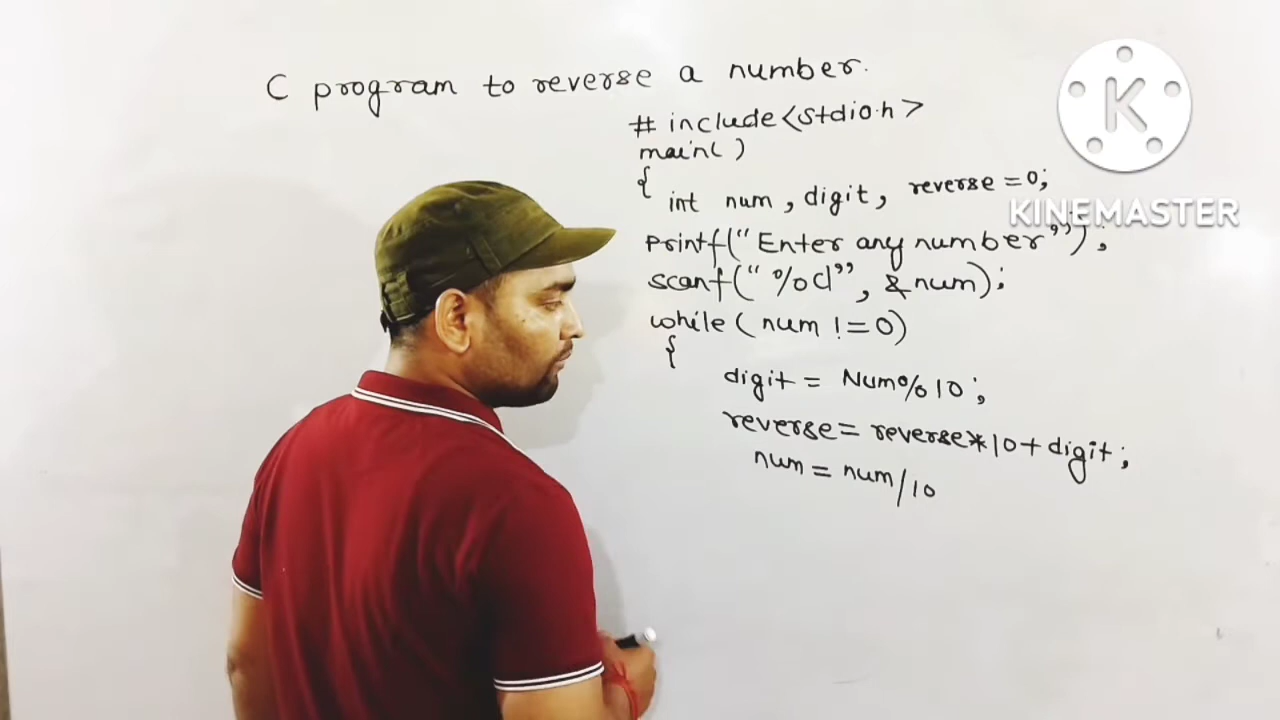 C program to reverse a number.
# include <stdio.h>
main( )
{
int num, digit, reverse = 0;
printf(“Enter any number”);
scanf(“%d”, &num);
while (num != 0)
{
digit = Num%10;
reverse = reverse*10+digit;
num = num/10
K
KINEMASTER